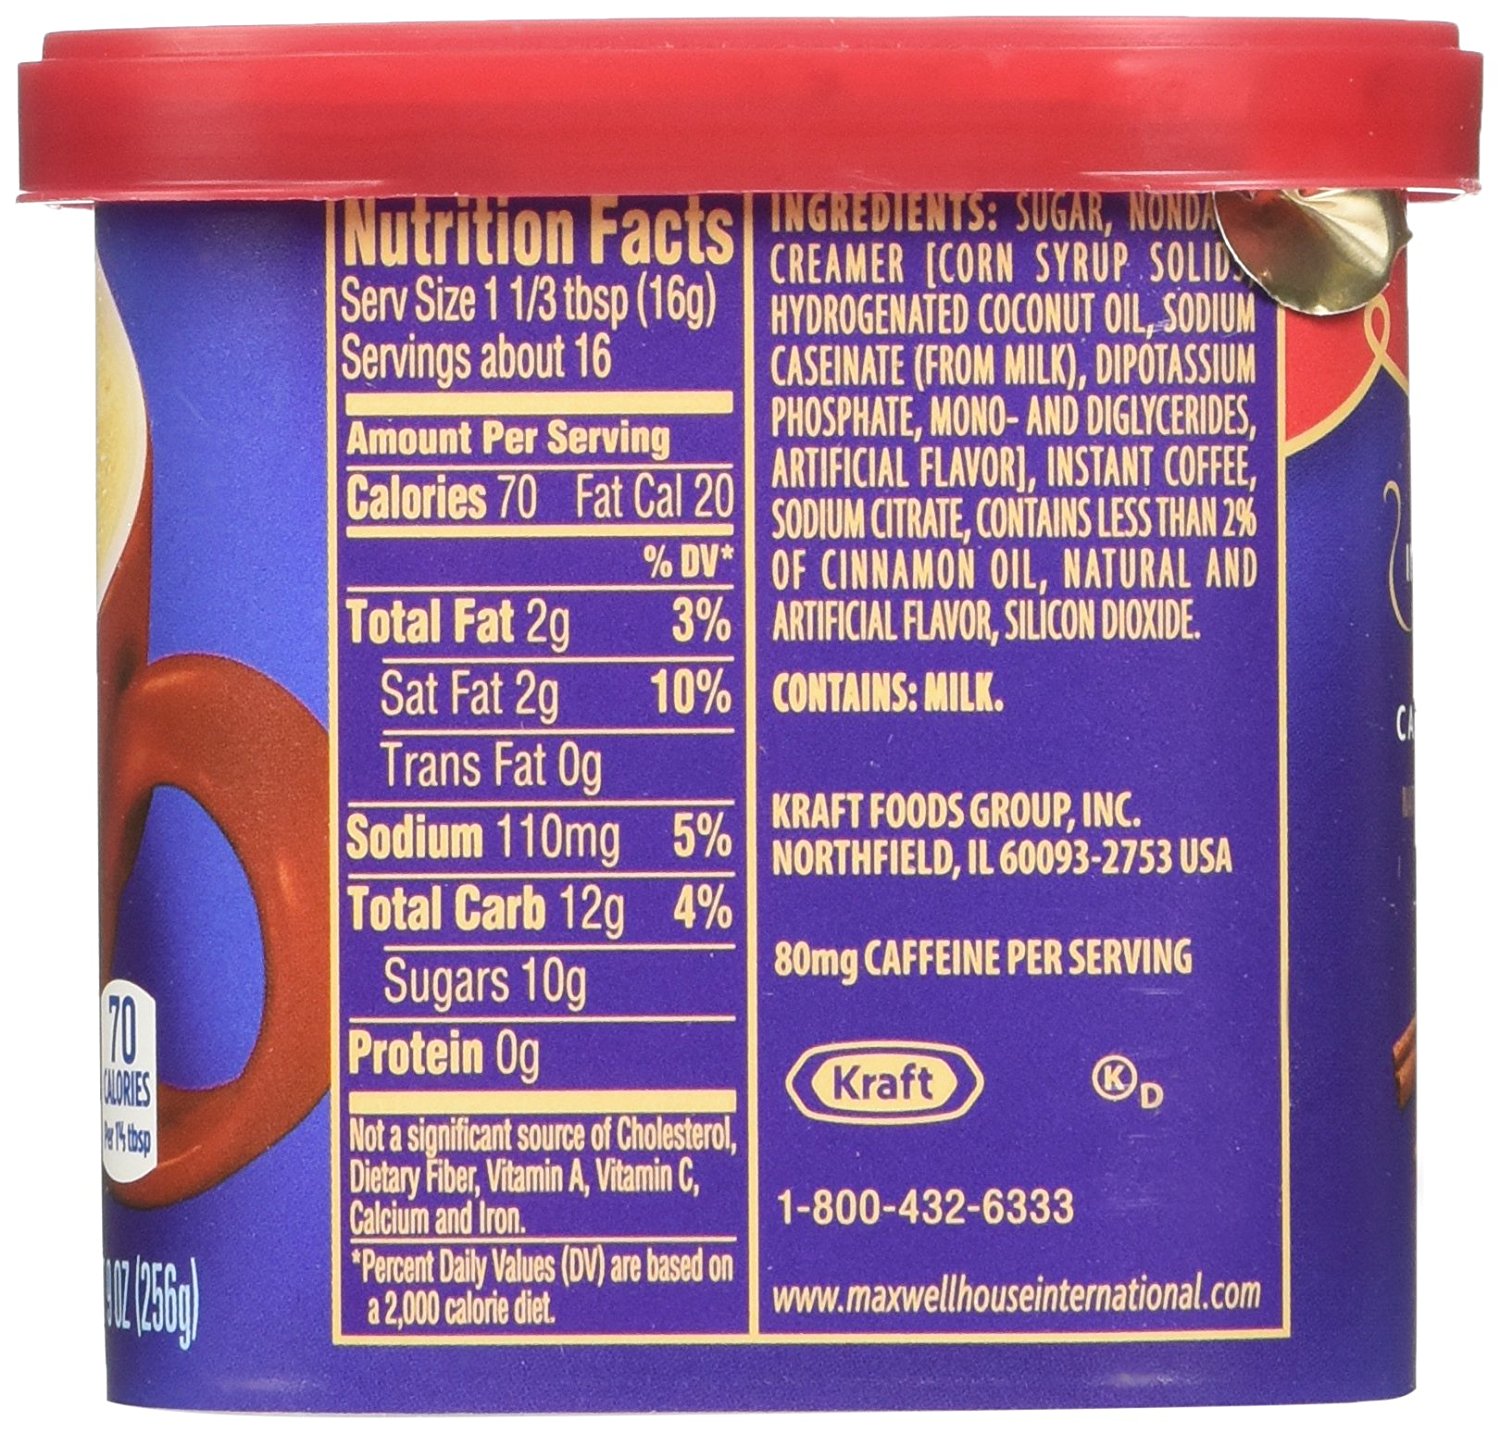 Nutrition Facts
Serv Size 1 1/3 tbsp (16g)
Servings about 16
Amount Per Serving
Calories 70 Fat Cal 20
% DV*
Total Fat 2g 3%
Sat Fat 2g 10%
Trans Fat 0g
Sodium 110mg 5%
Total Carb 12g 4%
Sugars 10g
Protein 0g
Not a significant source of Cholesterol,
Dietary Fiber, Vitamin A, Vitamin C,
Calcium and Iron.
*Percent Daily Values (DV) are based on
a 2,000 calorie diet.
INGREDIENTS: SUGAR,
CREAMER [CORN SYRUP
HYDROGENATED COCONUT OIL, SODIUM
CASEINATE (FROM MILK), DIPOTASSIUM
PHOSPHATE, MONO- AND DIGLYCERIDES,
ARTIFICIAL FLAVOR], INSTANT COFFEE,
SODIUM CITRATE, CONTAINS LESS THAN 2%
OF CINNAMON OIL, NATURAL AND
ARTIFICIAL FLAVOR, SILICON DIOXIDE.
CONTAINS: MILK.
KRAFT FOODS GROUP, INC.
NORTHFIELD, IL 60093-2753 USA
80mg CAFFEINE PER SERVING
Kraft
K D
1-800-432-6333
www.maxwellhouseinternational.com
70
CALORIES
Per 1⅓ tbsp
9 OZ (256g)
CA